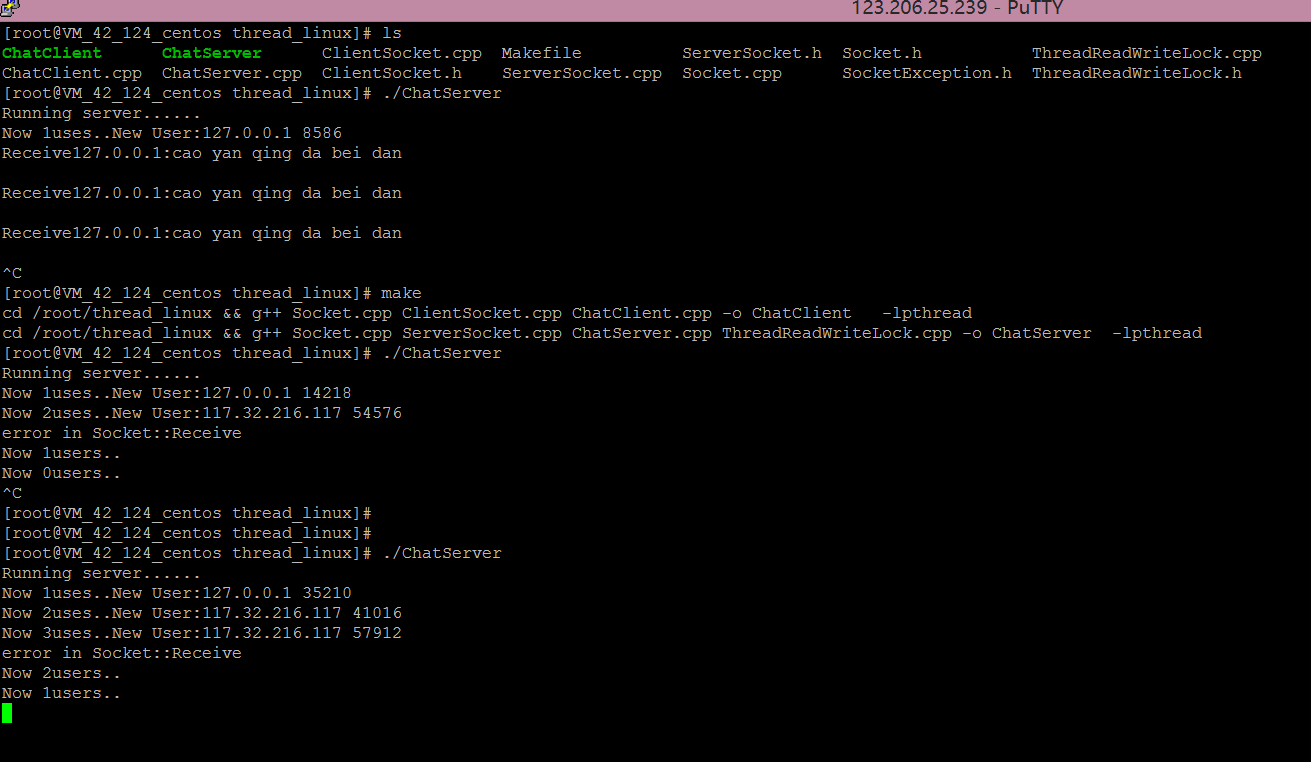 123.206.25.239 - PuTTY
[root@VM_42_124_centos thread_linux]# ls
ChatClient ChatServer ClientSocket.cpp Makefile ServerSocket.h Socket.h ThreadReadWriteLock.cpp
ChatClient.cpp ChatServer.cpp ClientSocket.h ServerSocket.cpp Socket.cpp SocketException.h ThreadReadWriteLock.h
[root@VM_42_124_centos thread_linux]# ./ChatServer
Running server......
Now 1uses..New User:127.0.0.1 8586
Receive127.0.0.1:cao yan qing da bei dan
Receive127.0.0.1:cao yan qing da bei dan
Receive127.0.0.1:cao yan qing da bei dan
^C
[root@VM_42_124_centos thread_linux]# make
cd /root/thread_linux && g++ Socket.cpp ClientSocket.cpp ChatClient.cpp -o ChatClient -lpthread
cd /root/thread_linux && g++ Socket.cpp ServerSocket.cpp ChatServer.cpp ThreadReadWriteLock.cpp -o ChatServer -lpthread
[root@VM_42_124_centos thread_linux]# ./ChatServer
Running server......
Now 1uses..New User:127.0.0.1 14218
Now 2uses..New User:117.32.216.117 54576
error in Socket::Receive
Now 1users..
Now 0users..
^C
[root@VM_42_124_centos thread_linux]#
[root@VM_42_124_centos thread_linux]#
[root@VM_42_124_centos thread_linux]# ./ChatServer
Running server......
Now 1uses..New User:127.0.0.1 35210
Now 2uses..New User:117.32.216.117 41016
Now 3uses..New User:117.32.216.117 57912
error in Socket::Receive
Now 2users..
Now 1users..